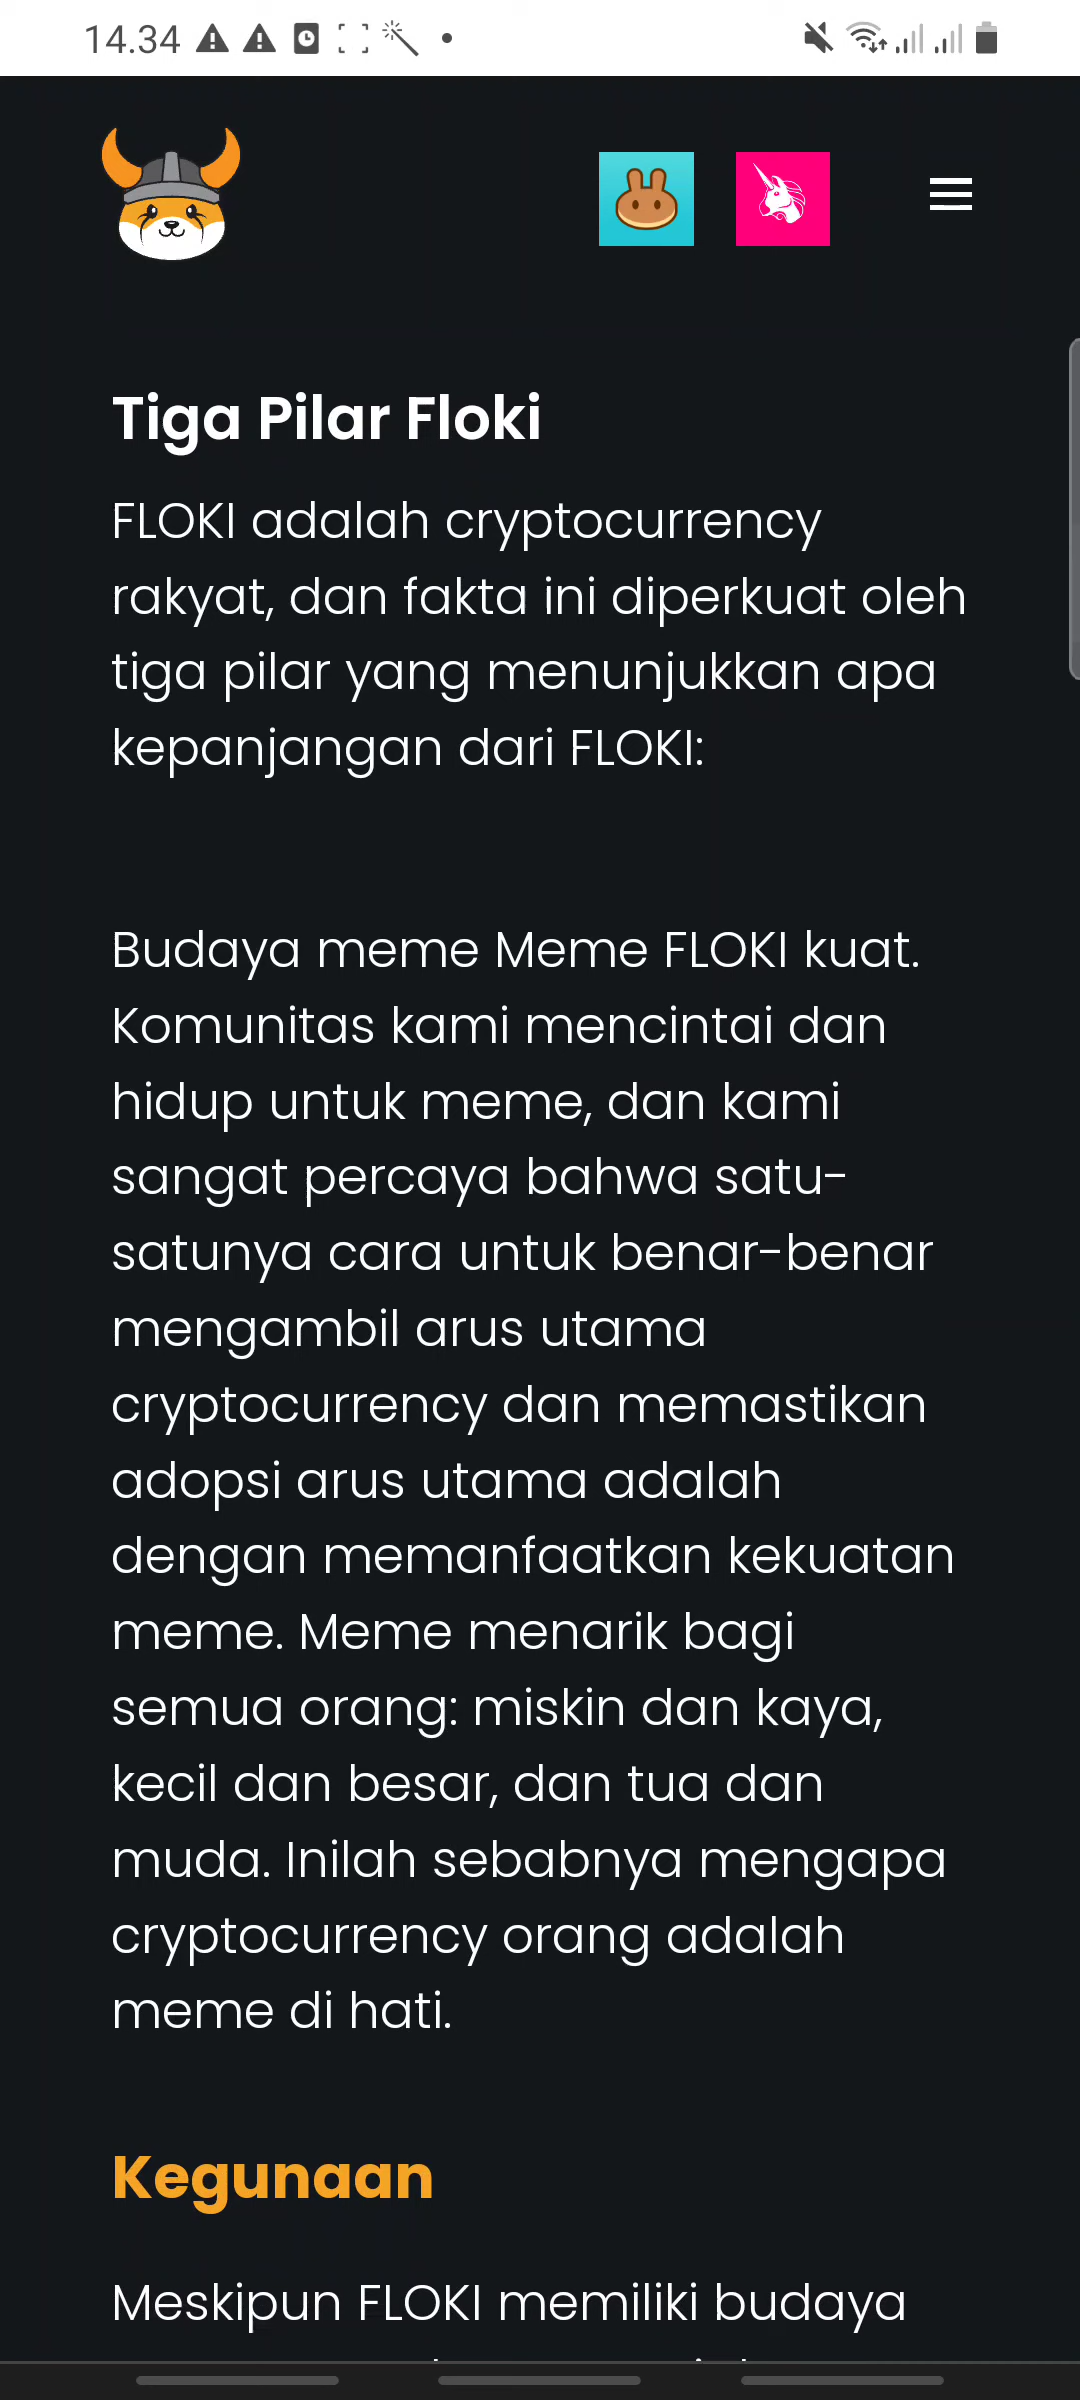 14.34
Tiga Pilar Floki
FLOKI adalah cryptocurrency
rakyat, dan fakta ini diperkuat oleh
tiga pilar yang menunjukkan apa
kepanjangan dari FLOKI:
Budaya meme Meme FLOKI kuat.
Komunitas kami mencintai dan
hidup untuk meme, dan kami
sangat percaya bahwa satu-
satunya cara untuk benar-benar
mengambil arus utama
cryptocurrency dan memastikan
adopsi arus utama adalah
dengan memanfaatkan kekuatan
meme. Meme menarik bagi
semua orang: miskin dan kaya,
kecil dan besar, dan tua dan
muda. Inilah sebabnya mengapa
cryptocurrency orang adalah
meme di hati.
Kegunaan
Meskipun FLOKI memiliki budaya